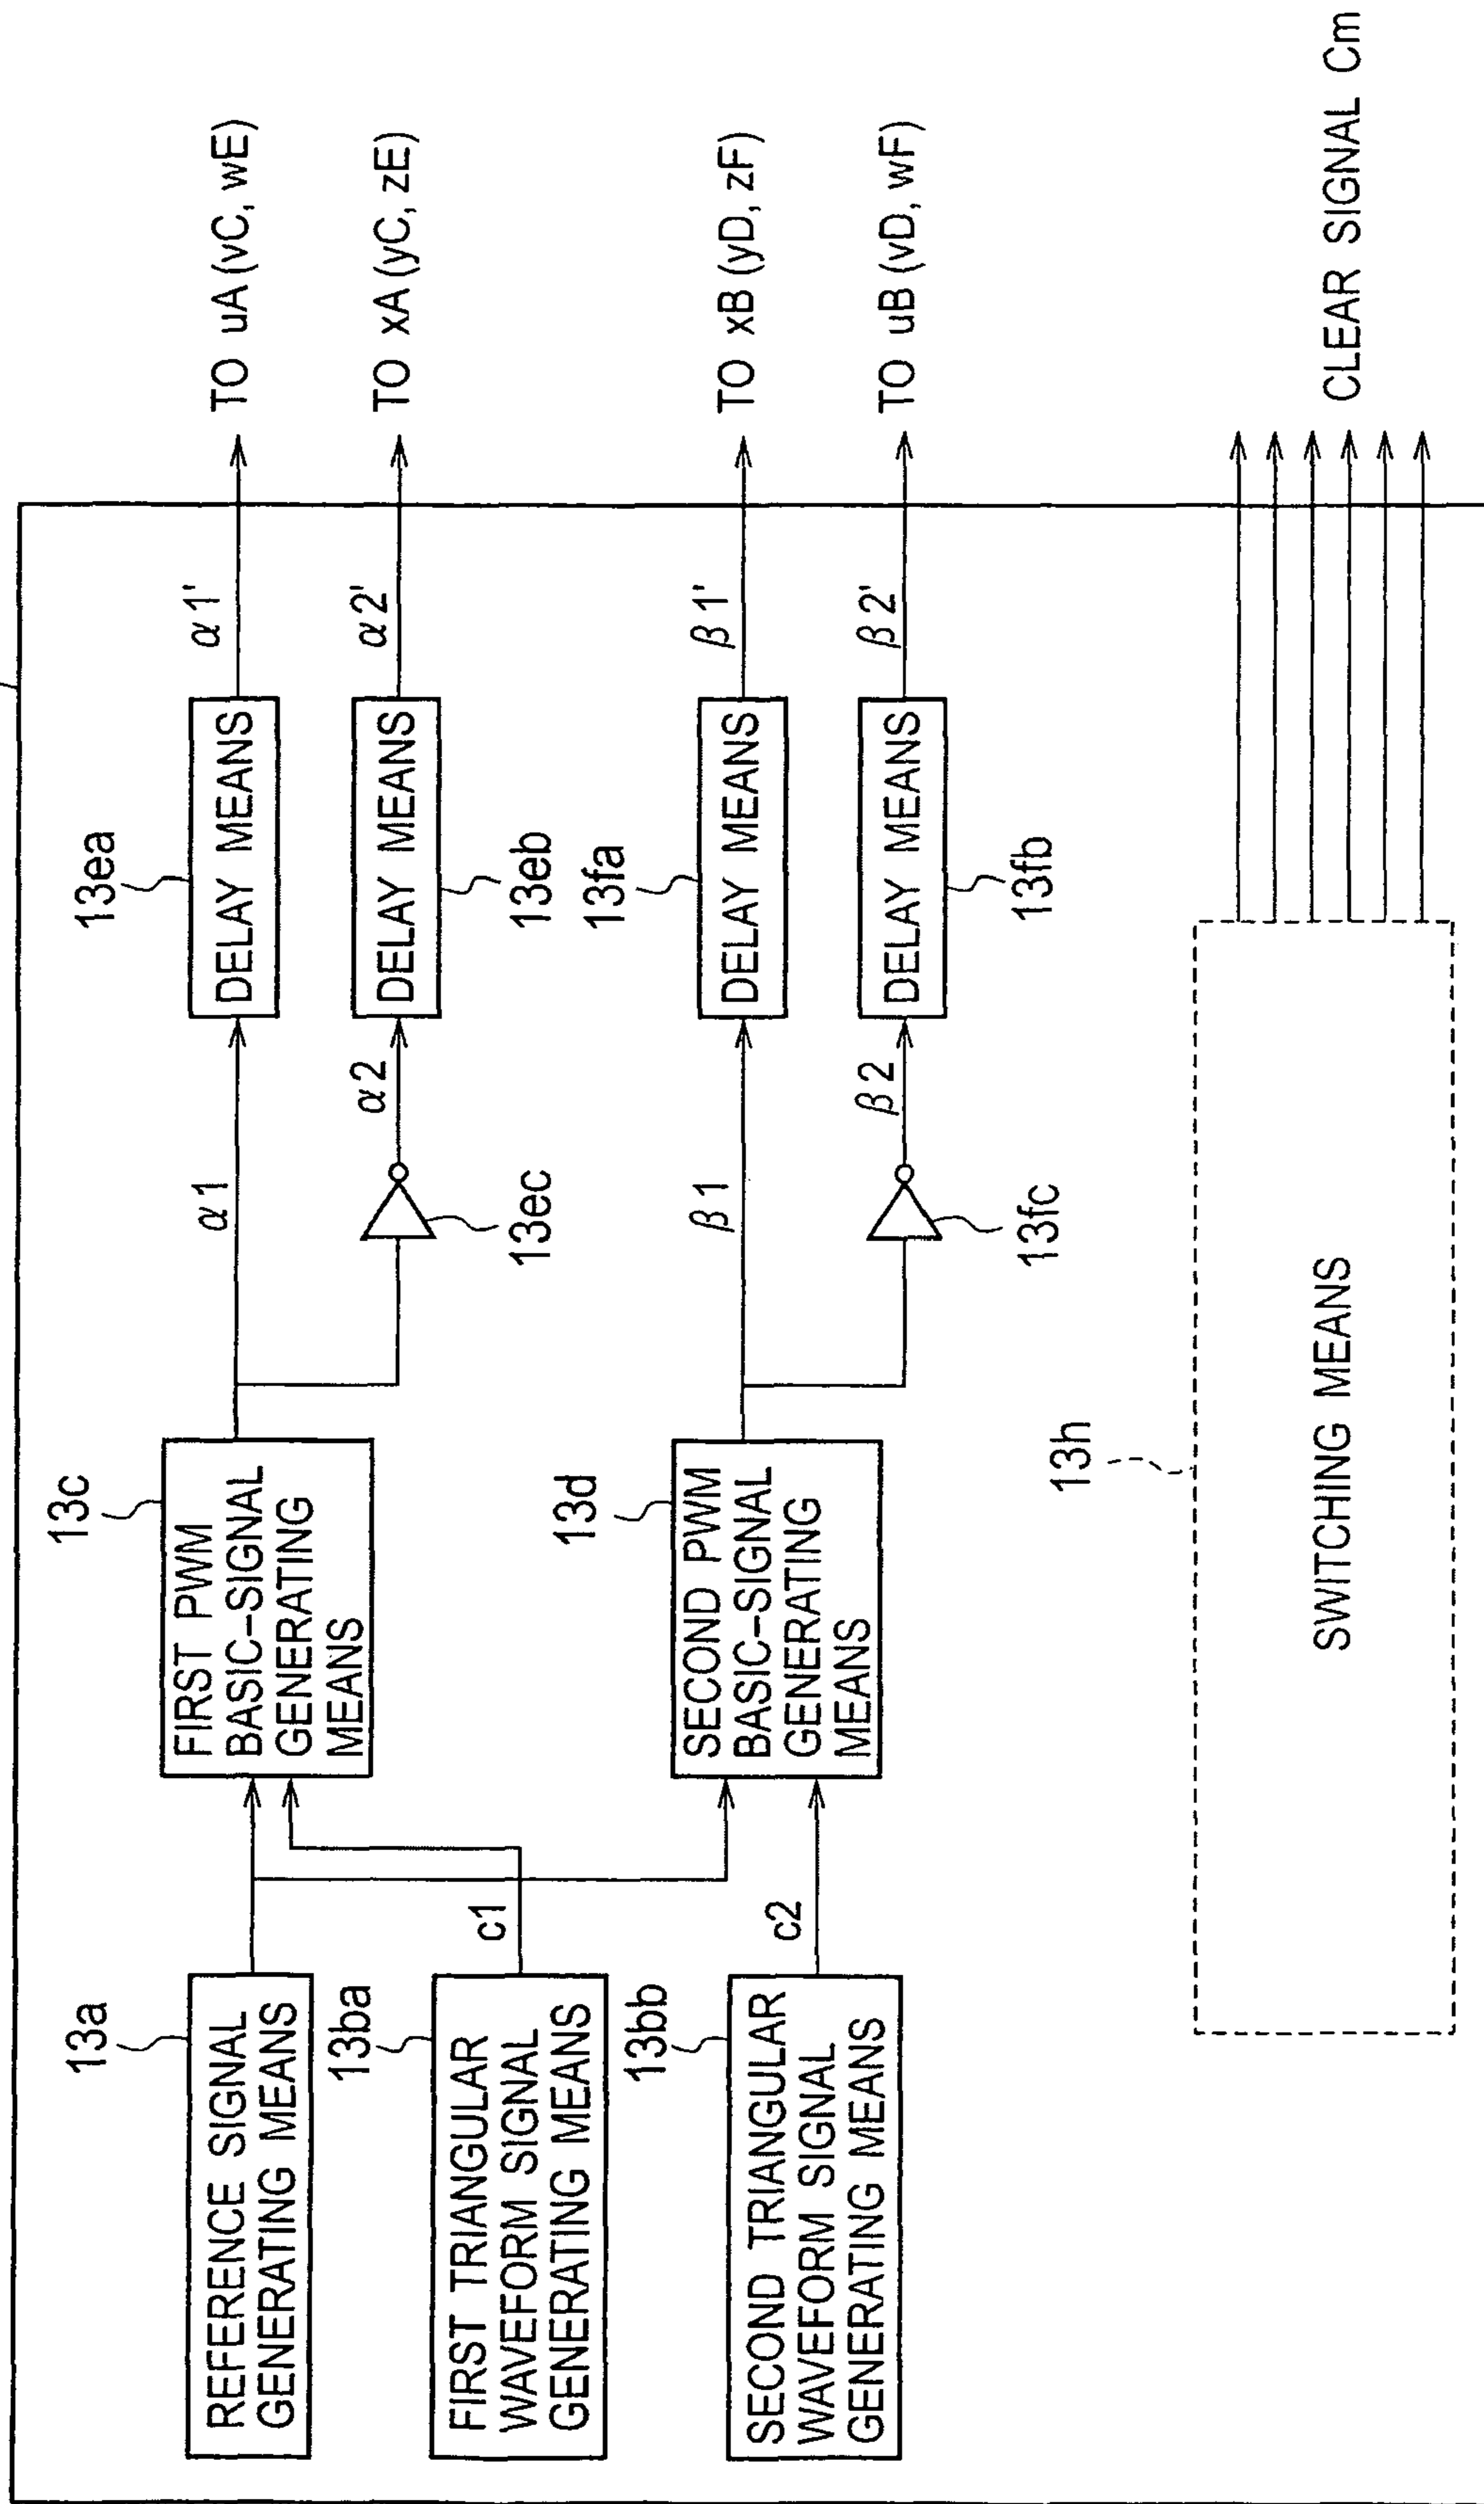 13a
REFERENCE SIGNAL
GENERATING MEANS
13ba
FIRST TRIANGULAR
WAVEFORM SIGNAL
GENERATING MEANS
c1
13bb
SECOND TRIANGULAR
WAVEFORM SIGNAL
GENERATING MEANS
c2
13c
FIRST PWM
BASIC-SIGNAL
GENERATING
MEANS
13d
SECOND PWM
BASIC-SIGNAL
GENERATING
MEANS
α1
13ec
α2
β1
13fc
β2
13ea
DELAY MEANS
DELAY MEANS
13eb
13fa
DELAY MEANS
DELAY MEANS
13fb
α1'
α2'
β1'
β2'
TO uA (vC, wE)
TO xA (yC, zE)
TO xB (yD, zF)
TO uB (vD, wF)
13h
SWITCHING MEANS
CLEAR SIGNAL Cm